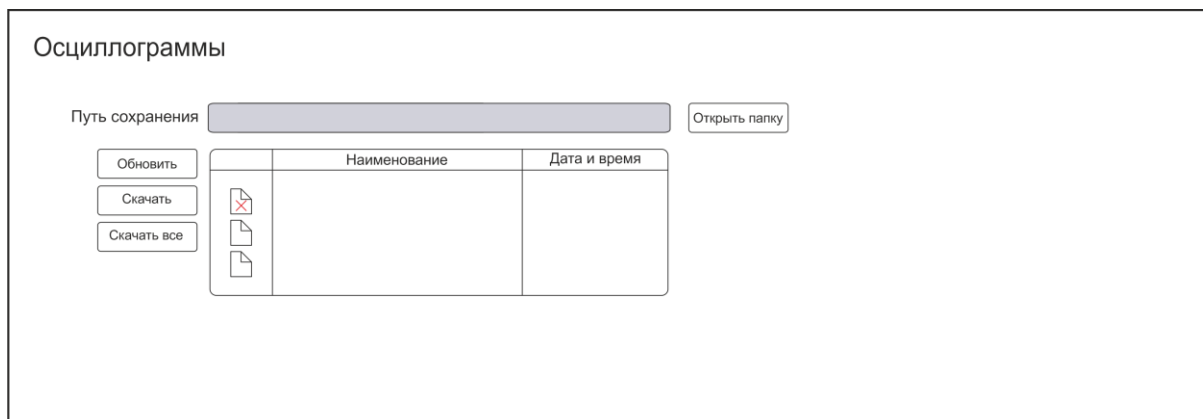 Осциллограммы
Путь сохранения
Открыть папку
Обновить
Наименование
Дата и время
Скачать
Скачать все